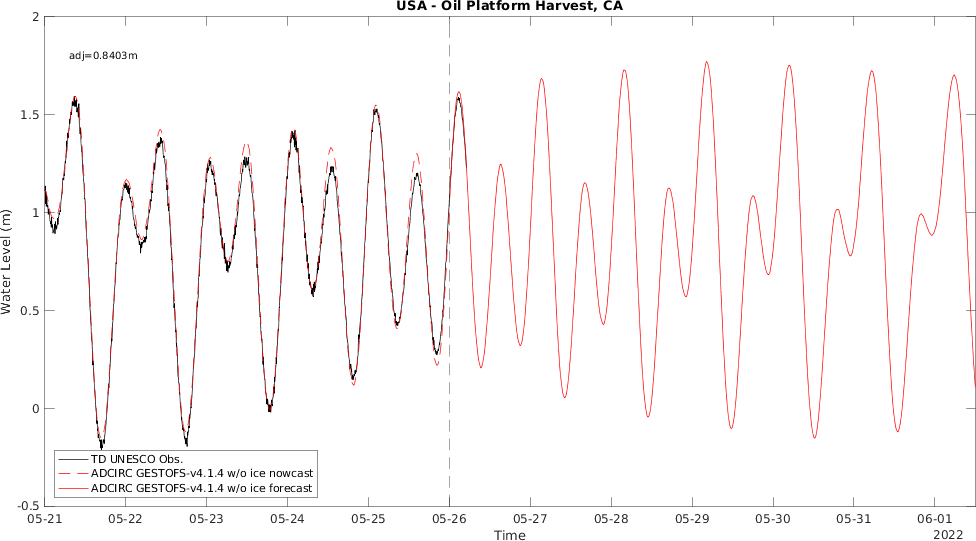 USA - Oil Platform Harvest, CA
2
adj=0.8403m
1.5
1
0.5
0
-0.5
Water Level (m)
TD UNESCO Obs.
ADCIRC GESTOFS-v4.1.4 w/o ice nowcast
ADCIRC GESTOFS-v4.1.4 w/o ice forecast
05-21 05-22 05-23 05-24 05-25 05-26 05-27 05-28 05-29 05-30 05-31 06-01
Time
2022